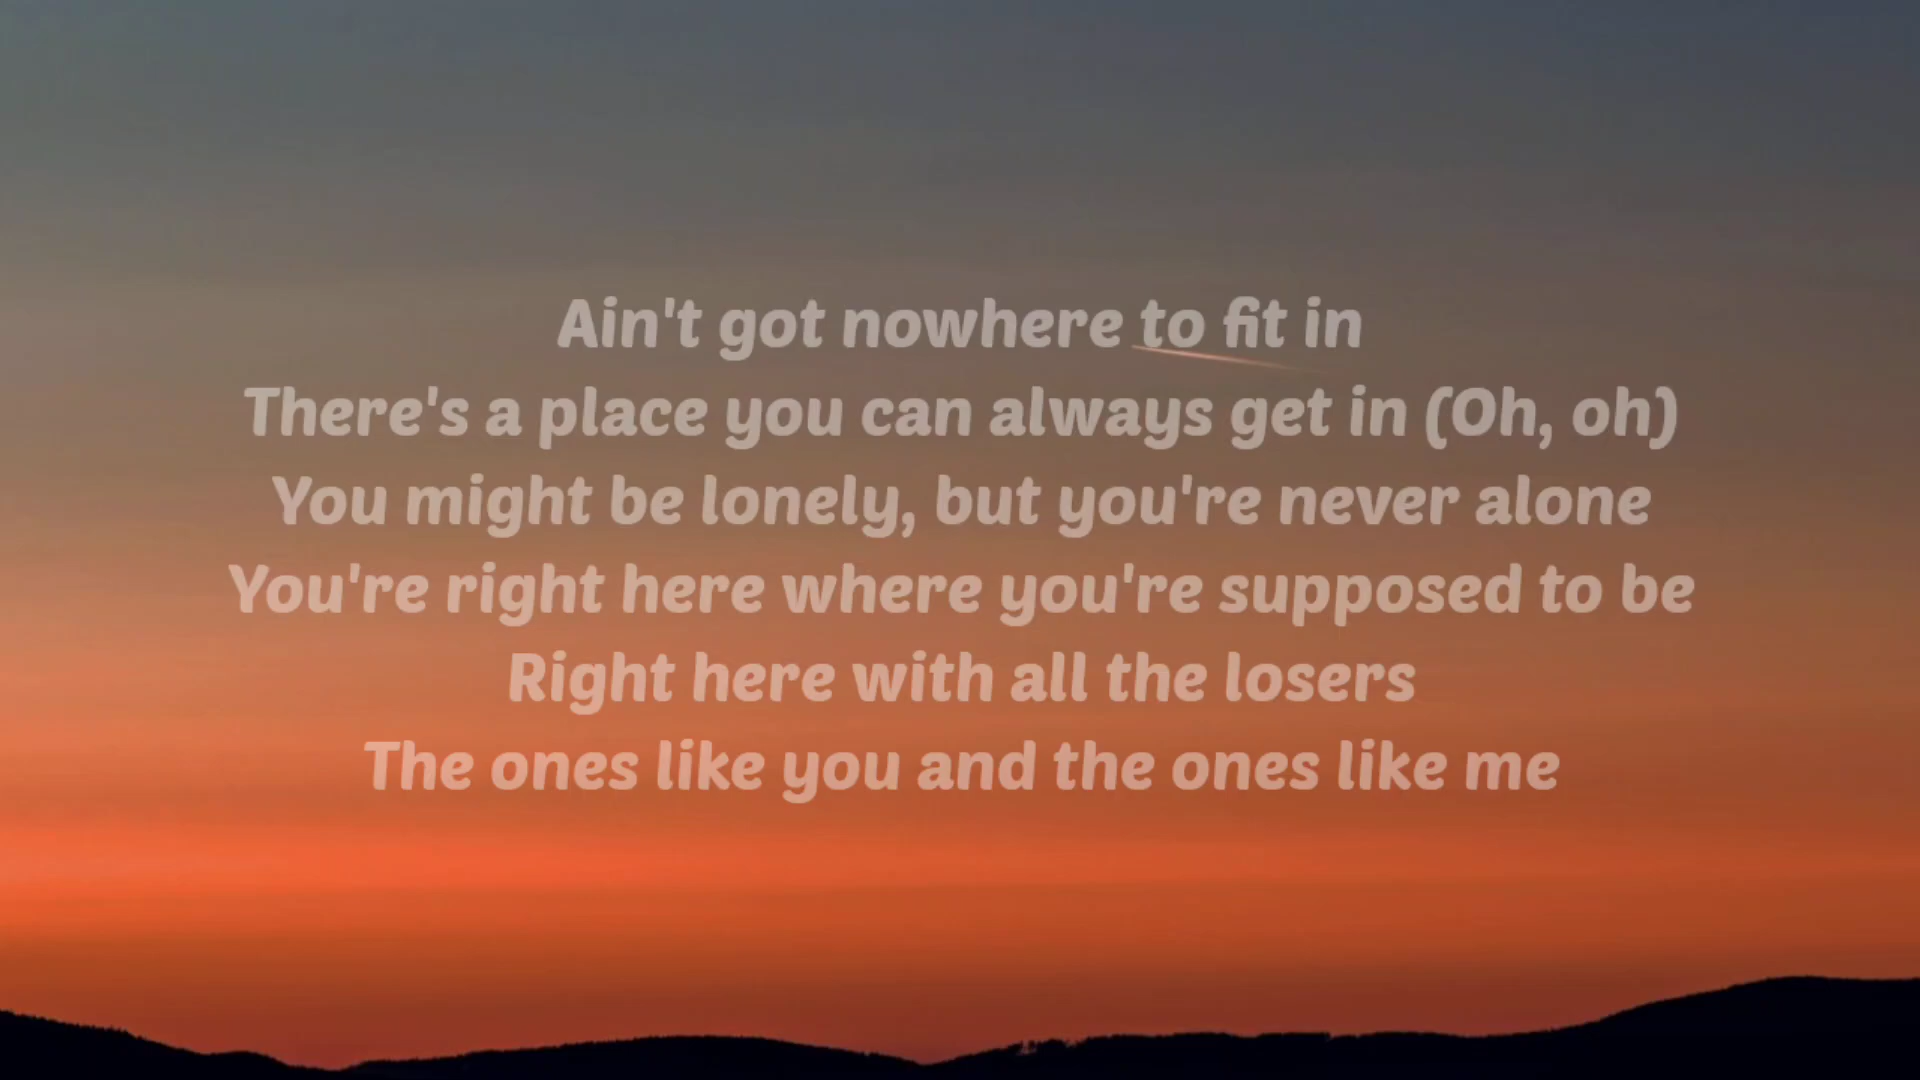 Ain't got nowhere to fit in
There's a place you can always get in (Oh, oh)
You might be lonely, but you're never alone
You're right here where you're supposed to be
Right here with all the losers
The ones like you and the ones like me